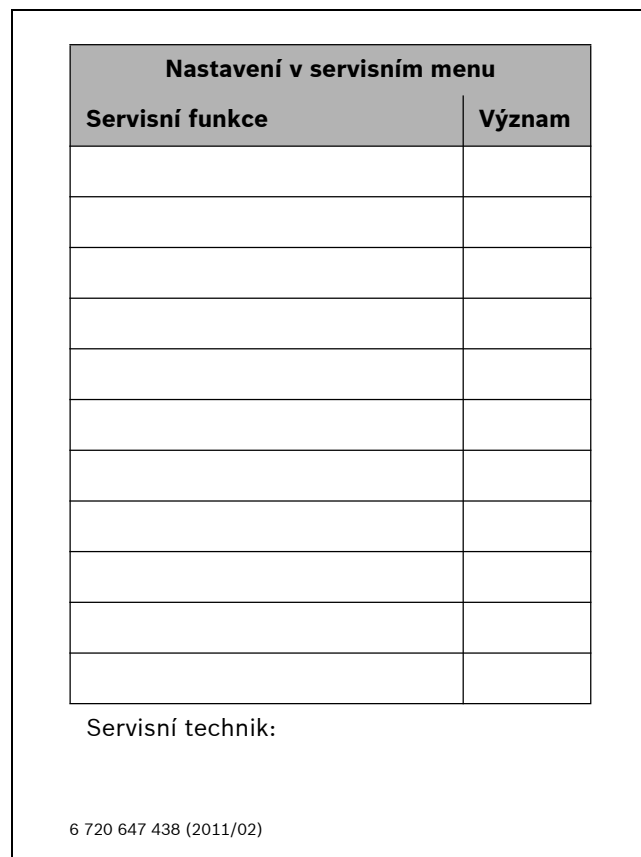 Nastavení v servisním menu
Servisní funkce Význam
Servisní technik:
6 720 647 438 (2011/02)